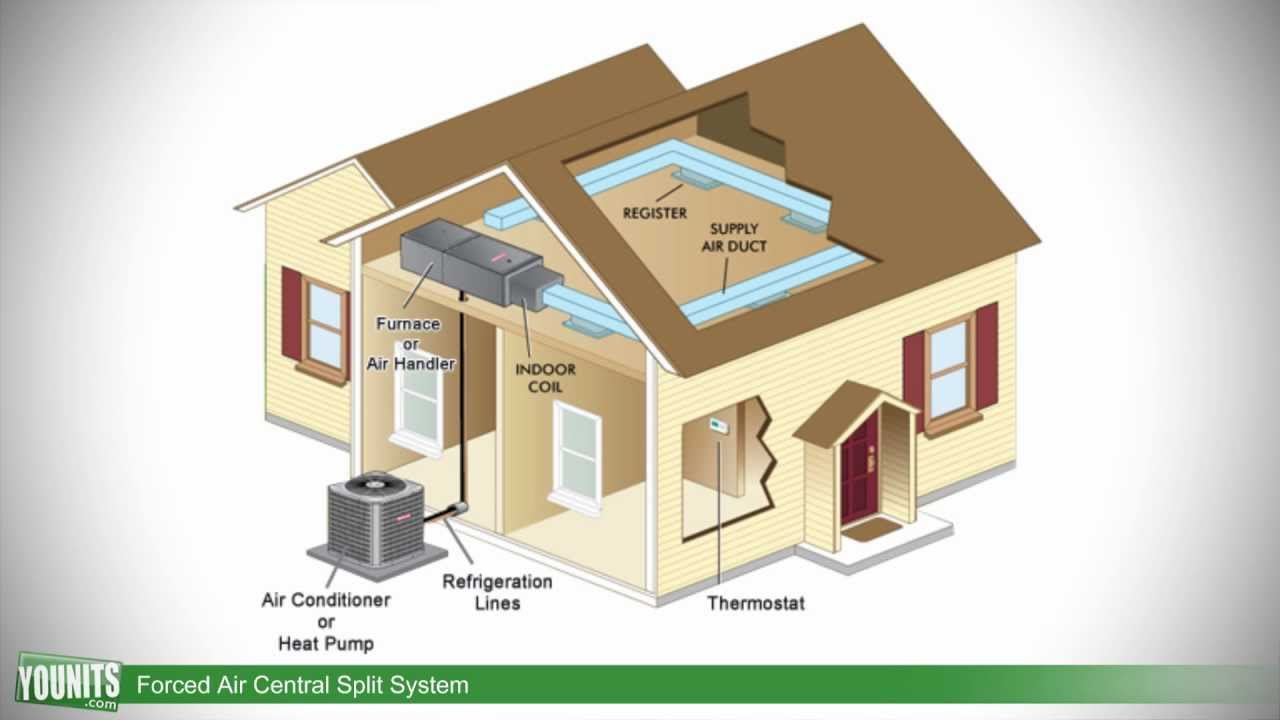 REGISTER
SUPPLY
AIR DUCT
Furnace
or
Air Handler
INDOOR
COIL
Refrigeration
Lines
Air Conditioner
or
Heat Pump
Thermostat
YOUNITS
.com
Forced Air Central Split System